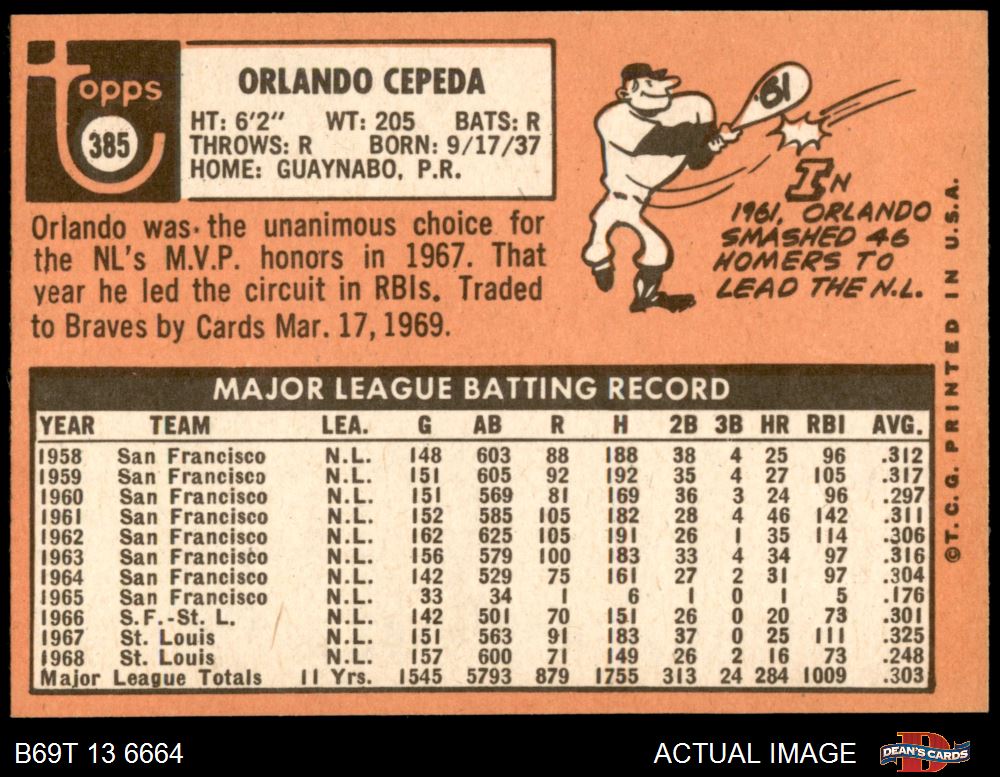 topps
385
ORLANDO CEPEDA
HT: 6'2" WT: 205 BATS: R
THROWS: R BORN: 9/17/37
HOME: GUAYNABO, P.R.
Orlando was the unanimous choice for
the NL's M.V.P. honors in 1967. That
year he led the circuit in RBIs. Traded
to Braves by Cards Mar. 17, 1969.
'61
IN
1961, ORLANDO
SMASHED 46
HOMERS TO
LEAD THE N.L.
©T.C.G. PRINTED IN U.S.A.
MAJOR LEAGUE BATTING RECORD
YEAR TEAM LEA. G AB R H 2B 3B HR RBI AVG.
1958 San Francisco N.L. 148 603 88 188 38 4 25 96 .312
1959 San Francisco N.L. 151 605 92 192 35 4 27 105 .317
1960 San Francisco N.L. 151 569 81 169 36 3 24 96 .297
1961 San Francisco N.L. 152 585 105 182 28 4 46 142 .311
1962 San Francisco N.L. 162 625 105 191 26 1 35 114 .306
1963 San Francisco N.L. 156 579 100 183 33 4 34 97 .316
1964 San Francisco N.L. 142 529 75 161 27 2 31 97 .304
1965 San Francisco N.L. 33 34 1 6 1 0 1 5 .176
1966 S.F.-St. L. N.L. 142 501 70 151 26 0 20 73 .301
1967 St. Louis N.L. 151 563 91 183 37 0 25 111 .325
1968 St. Louis N.L. 157 600 71 149 26 2 16 73 .248
Major League Totals 11 Yrs. 1545 5793 879 1755 313 24 284 1009 .303
B69T 13 6664
ACTUAL IMAGE
DEAN'S CARDS